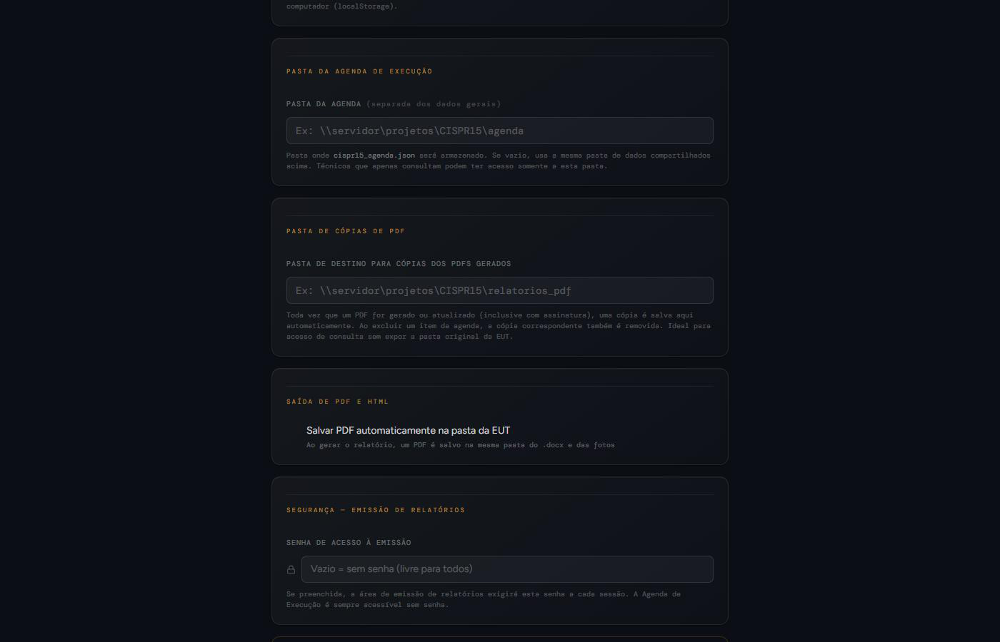 computador (localStorage).
PASTA DA AGENDA DE EXECUÇÃO
PASTA DA AGENDA (separada dos dados gerais)
Ex: \\servidor\projetos\CISPR15\agenda
Pasta onde cispr15_agenda.json será armazenado. Se vazio, usa a mesma pasta de dados compartilhados
acima. Técnicos que apenas consultam podem ter acesso somente a esta pasta.
PASTA DE CÓPIAS DE PDF
PASTA DE DESTINO PARA CÓPIAS DOS PDFS GERADOS
Ex: \\servidor\projetos\CISPR15\relatorios_pdf
Toda vez que um PDF for gerado ou atualizado (inclusive com assinatura), uma cópia é salva aqui
automaticamente. Ao excluir um item da agenda, a cópia correspondente também é removida. Ideal para
acesso de consulta sem expor a pasta original da EUT.
SAÍDA DE PDF E HTML
Salvar PDF automaticamente na pasta da EUT
Ao gerar o relatório, um PDF é salvo na mesma pasta do .docx e das fotos
SEGURANÇA — EMISSÃO DE RELATÓRIOS
SENHA DE ACESSO À EMISSÃO
Vazio = sem senha (livre para todos)
Se preenchida, a área de emissão de relatórios exigirá esta senha a cada sessão. A Agenda de
Execução é sempre acessível sem senha.